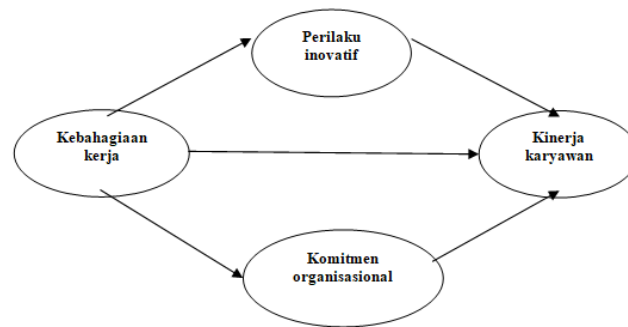 Perilaku
inovatif
Kebahagiaan
kerja
Kinerja
karyawan
Komitmen
organisasional